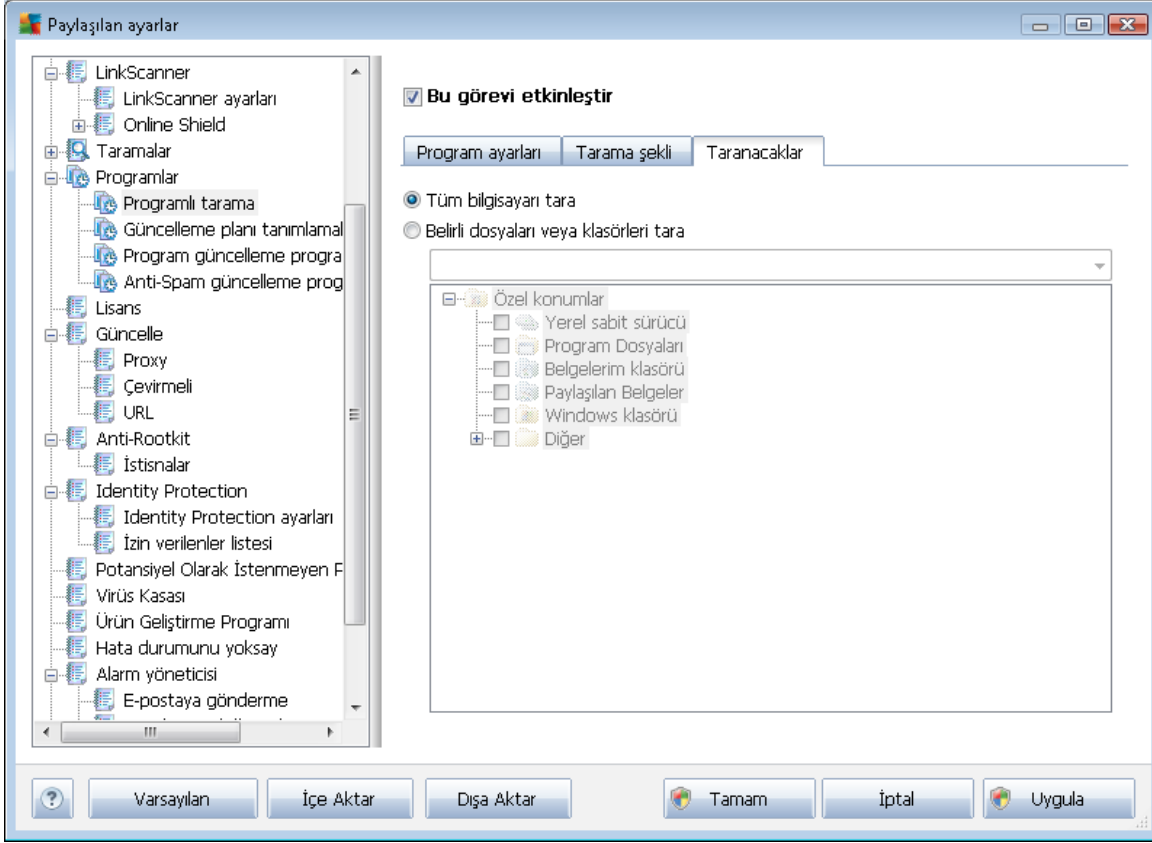 Paylaşılan ayarlar
LinkScanner
LinkScanner ayarları
Online Shield
Taramalar
Programlar
Programlı tarama
Güncelleme planı tanımlamal
Program güncelleme progra
Anti-Spam güncelleme prog
Lisans
Güncelle
Proxy
Çevirmeli
URL
Anti-Rootkit
İstisnalar
Identity Protection
Identity Protection ayarları
İzin verilenler listesi
Potansiyel Olarak İstenmeyen F
Virüs Kasası
Ürün Geliştirme Programı
Hata durumunu yoksay
Alarm yöneticisi
E-postaya gönderme
Bu görevi etkinleştir
Program ayarları Tarama şekli Taranacaklar
Tüm bilgisayarı tara
Belirli dosyaları veya klasörleri tara
Özel konumlar
Yerel sabit sürücü
Program Dosyaları
Belgelerim klasörü
Paylaşılan Belgeler
Windows klasörü
Diğer
? Varsayılan İçe Aktar Dışa Aktar Tamam İptal Uygula